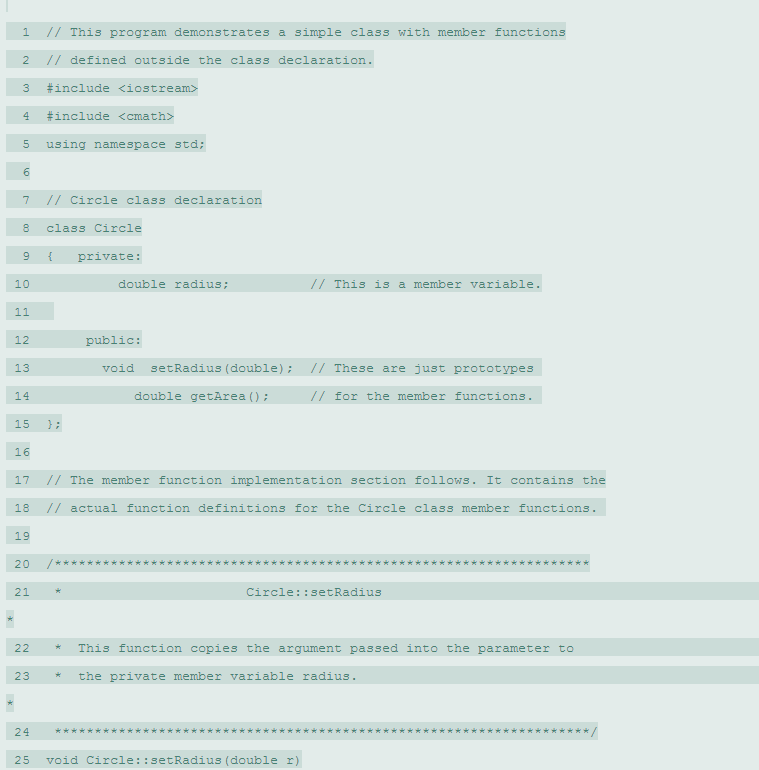 1 // This program demonstrates a simple class with member functions
2 // defined outside the class declaration.
3 #include <iostream>
4 #include <cmath>
5 using namespace std;
6
7 // Circle class declaration
8 class Circle
9 {   private:
10          double radius;          // This is a member variable.
11
12      public:
13        void  setRadius(double);  // These are just prototypes
14            double getArea();     // for the member functions.
15 };
16
17 // The member function implementation section follows. It contains the
18 // actual function definitions for the Circle class member functions.
19
20 /*******************************************************************
21  *                       Circle::setRadius
*
22  *  This function copies the argument passed into the parameter to
23  *  the private member variable radius.
*
24  *******************************************************************/
25 void Circle::setRadius(double r)